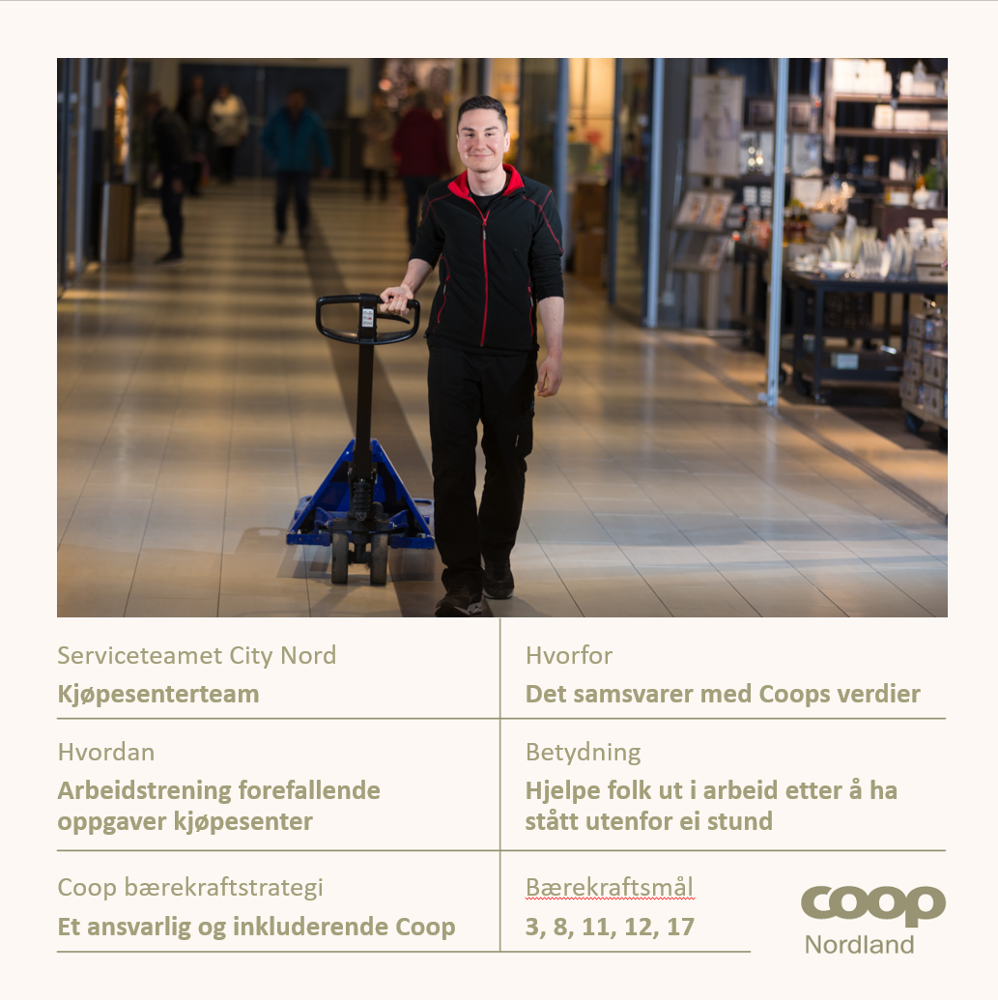 Serviceteamet City Nord
Kjøpesenterteam
Hvorfor
Det samsvarer med Coops verdier
Hvordan
Arbeidstrening forefallende
oppgaver kjøpesenter
Betydning
Hjelpe folk ut i arbeid etter å ha
stått utenfor ei stund
Coop bærekraftstrategi
Et ansvarlig og inkluderende Coop
Bærekraftsmål
3, 8, 11, 12, 17
coop
Nordland